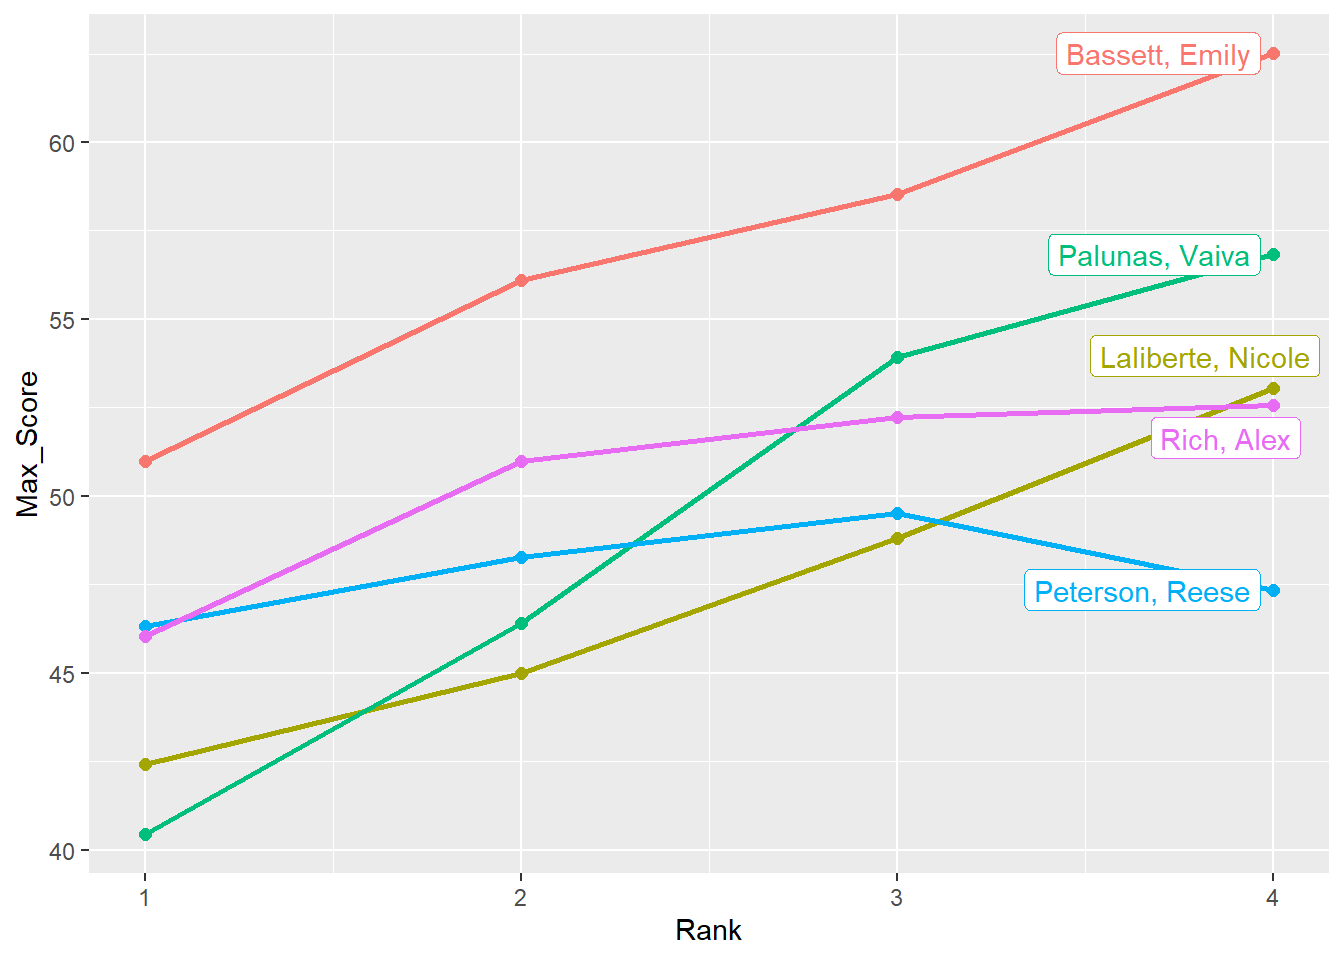 Bassett, Emily
60
Palunas, Vaiva
55
Laliberte, Nicole
Rich, Alex
Max_Score
50
Peterson, Reese
45
40
1 2 3 4
Rank